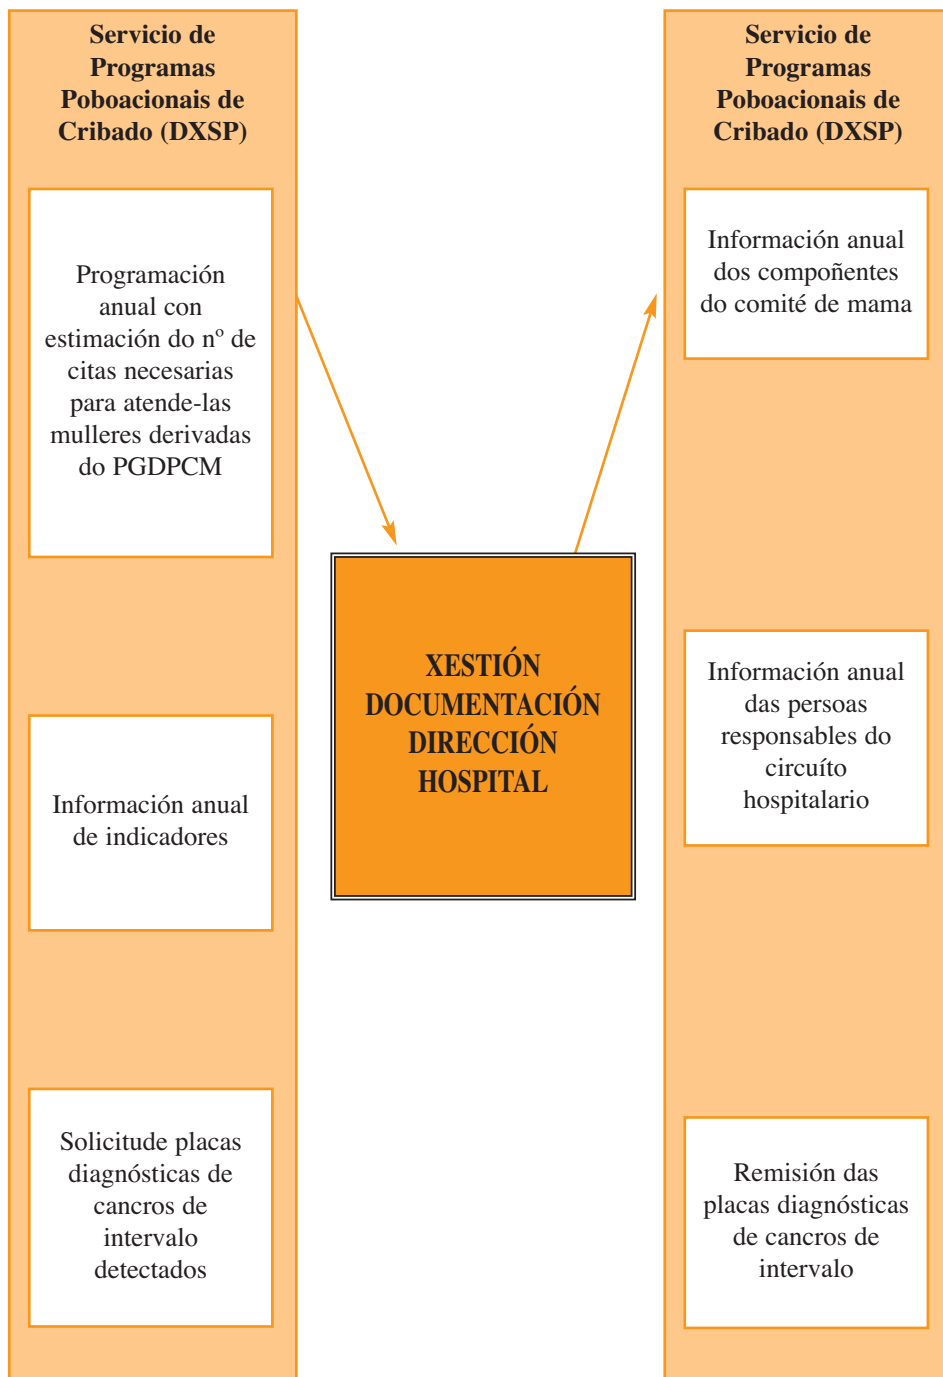 Servicio de
Programas
Poboacionais de
Cribado (DXSP)
Programación
anual con
estimación do nº de
citas necesarias
para atende-las
mulleres derivadas
do PGDPCM
Información anual
de indicadores
Solicitude placas
diagnósticas de
cancros de
intervalo
detectados
XESTIÓN
DOCUMENTACIÓN
DIRECCIÓN
HOSPITAL
Servicio de
Programas
Poboacionais de
Cribado (DXSP)
Información anual
dos compoñentes
do comité de mama
Información anual
das persoas
responsables do
circuíto
hospitalario
Remisión das
placas diagnósticas
de cancros de
intervalo